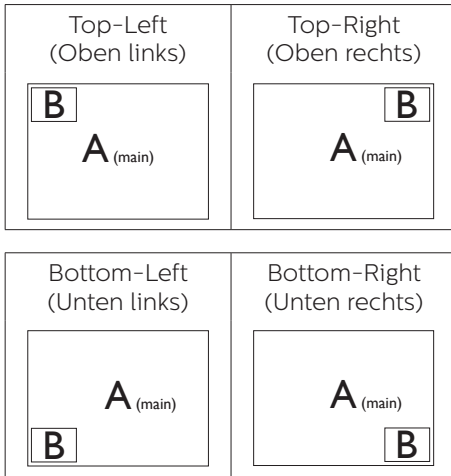 Top-Left
(Oben links)
B
A (main)
Top-Right
(Oben rechts)
B
A (main)
Bottom-Left
(Unten links)
A (main)
B
Bottom-Right
(Unten rechts)
A (main)
B